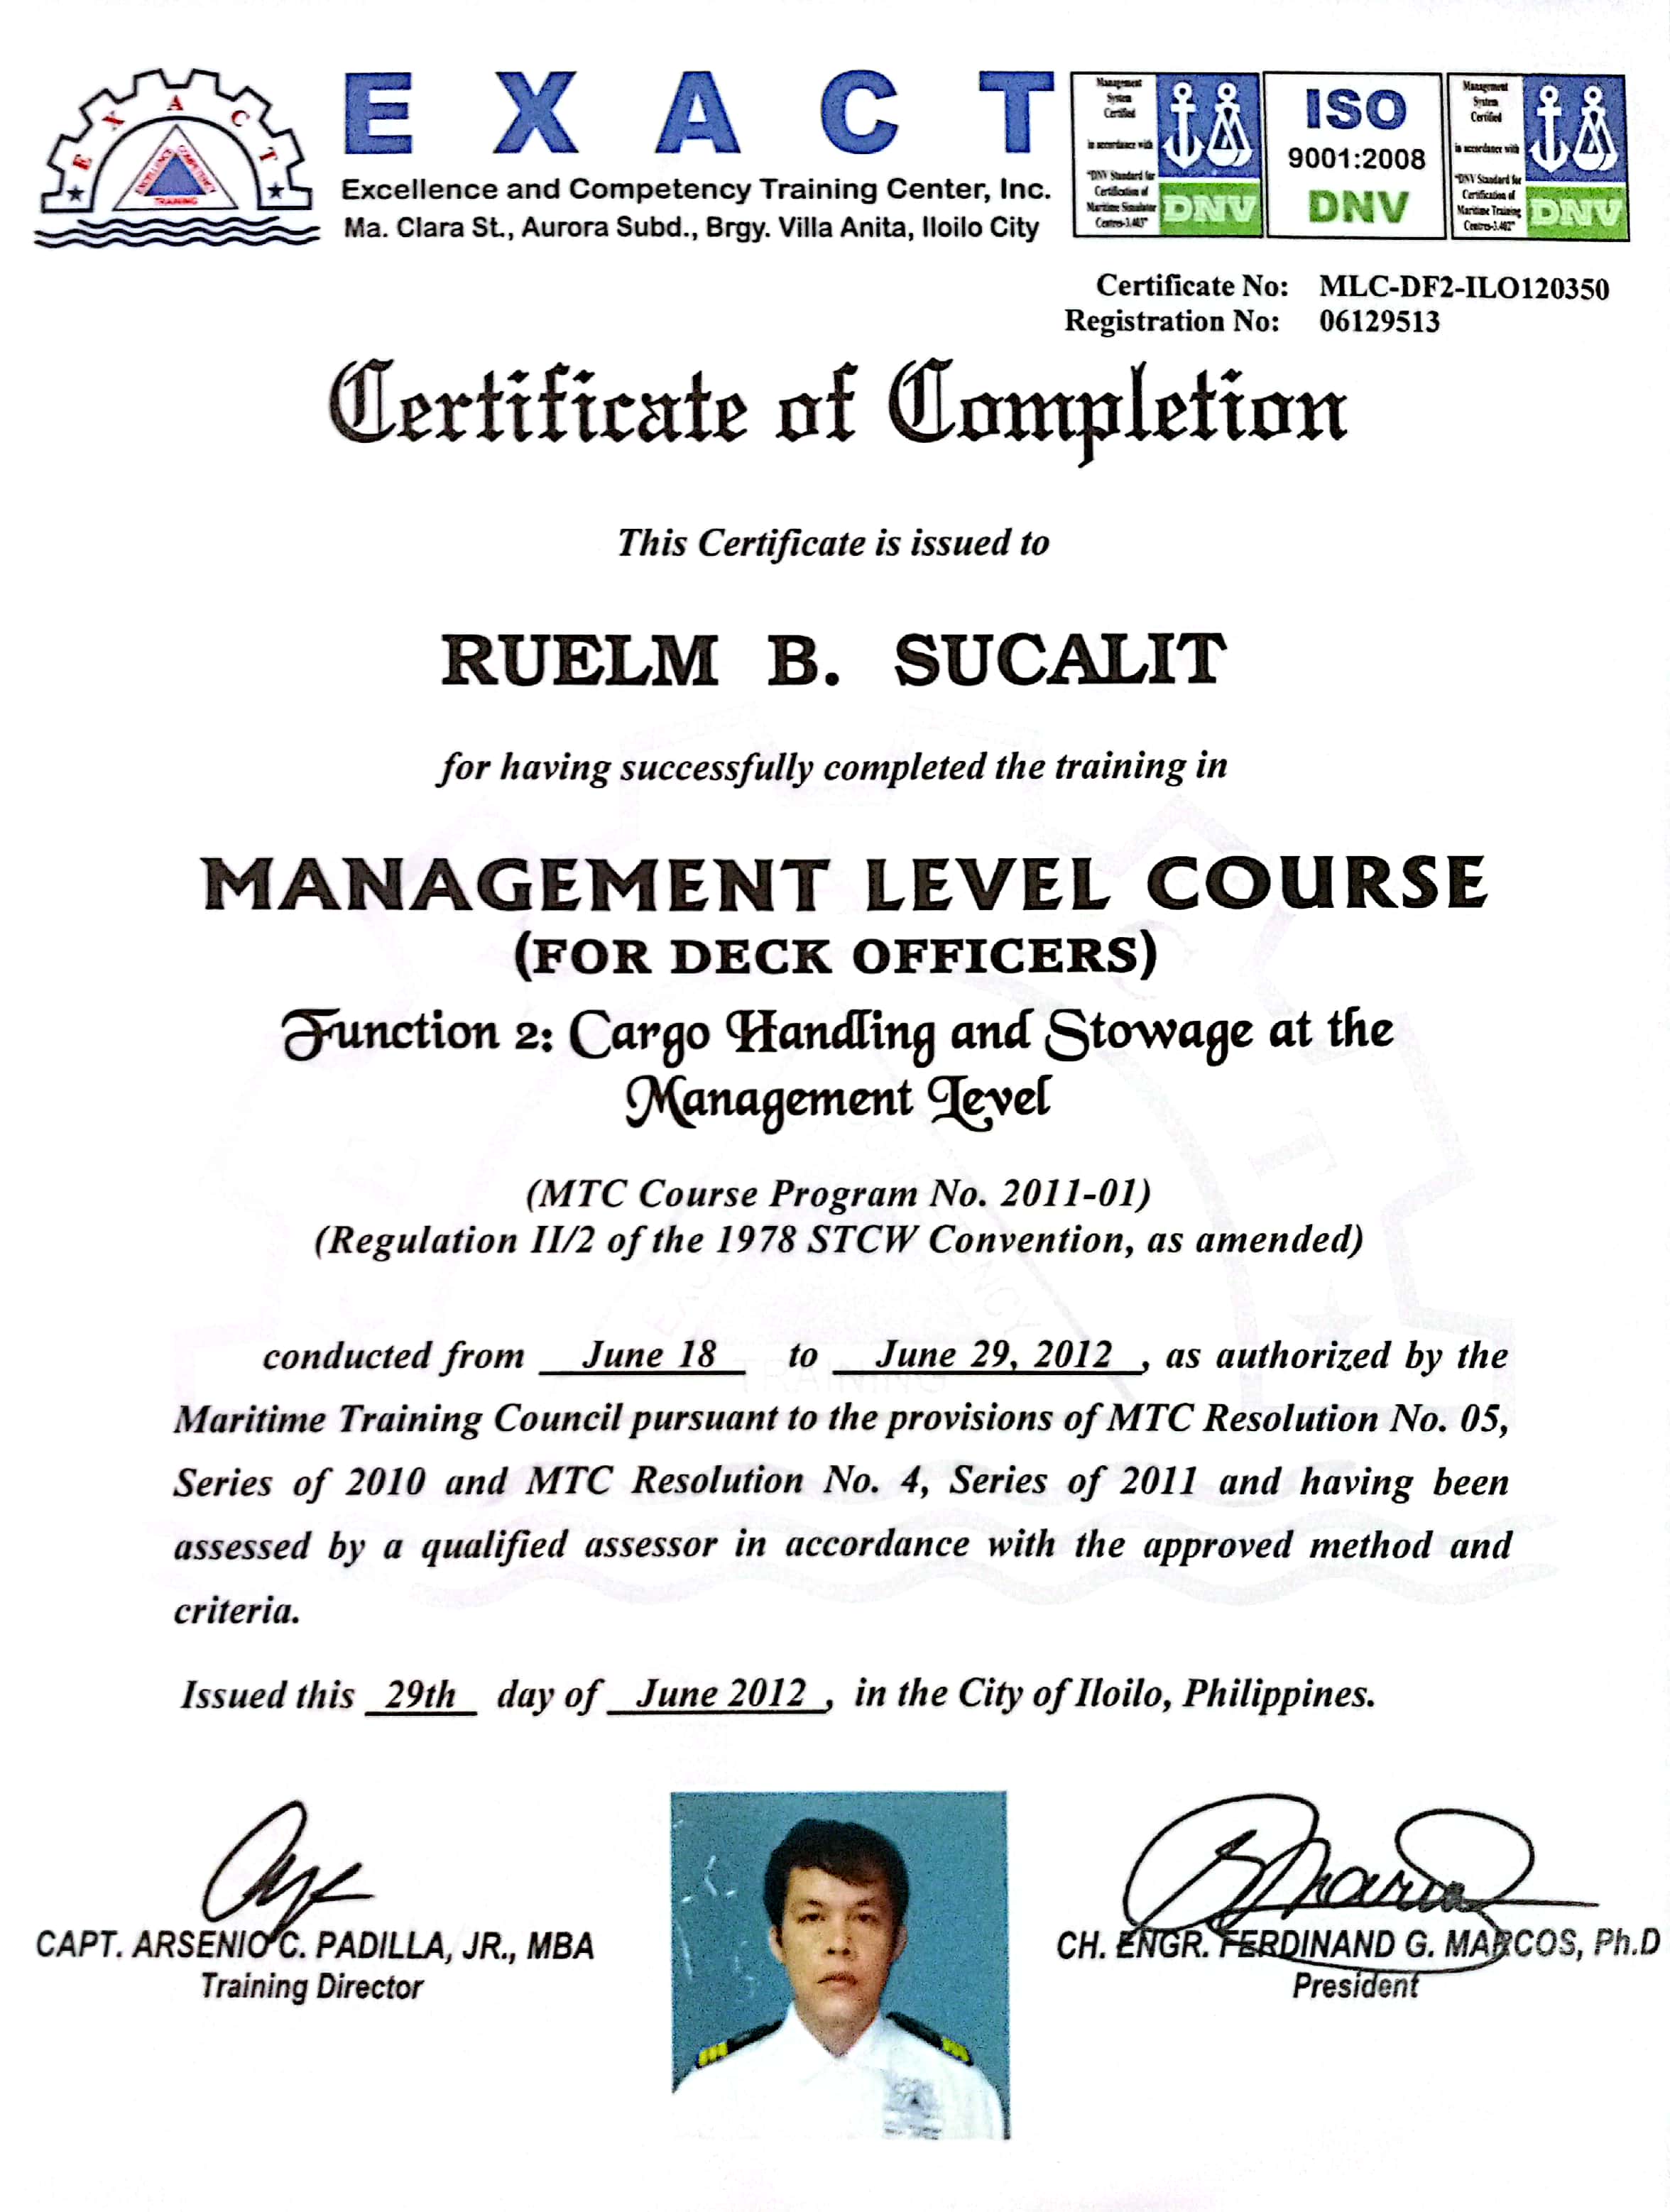 E X A C T
EXCELLENCE COMPETENCY
TRAINING
E X A C T
Excellence and Competency Training Center, Inc.
Ma. Clara St., Aurora Subd., Brgy. Villa Anita, Iloilo City
Management
System
Certified
in accordance with
"DNV Standard for
Certification of
Maritime Simulator
Centres-3.403"
DNV
ISO
9001:2008
DNV
Management
System
Certified
in accordance with
"DNV Standard for
Certification of
Maritime Training
Centres-3.402"
DNV
Certificate No: MLC-DF2-ILO120350
Registration No: 06129513
Certificate of Completion
This Certificate is issued to
RUELM B. SUCALIT
for having successfully completed the training in
MANAGEMENT LEVEL COURSE
(FOR DECK OFFICERS)
Function 2: Cargo Handling and Stowage at the
Management Level
(MTC Course Program No. 2011-01)
(Regulation II/2 of the 1978 STCW Convention, as amended)
conducted from June 18 to June 29, 2012, as authorized by the
Maritime Training Council pursuant to the provisions of MTC Resolution No. 05,
Series of 2010 and MTC Resolution No. 4, Series of 2011 and having been
assessed by a qualified assessor in accordance with the approved method and
criteria.
Issued this 29th day of June 2012, in the City of Iloilo, Philippines.
CAPT. ARSENIO C. PADILLA, JR., MBA
Training Director
CH. ENGR. FERDINAND G. MARCOS, Ph.D
President